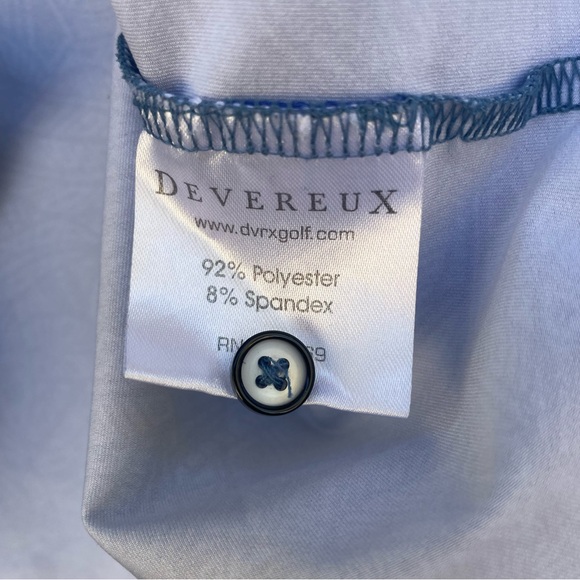 DEVEREUX
www.dvrxgolf.com
92% Polyester
8% Spandex